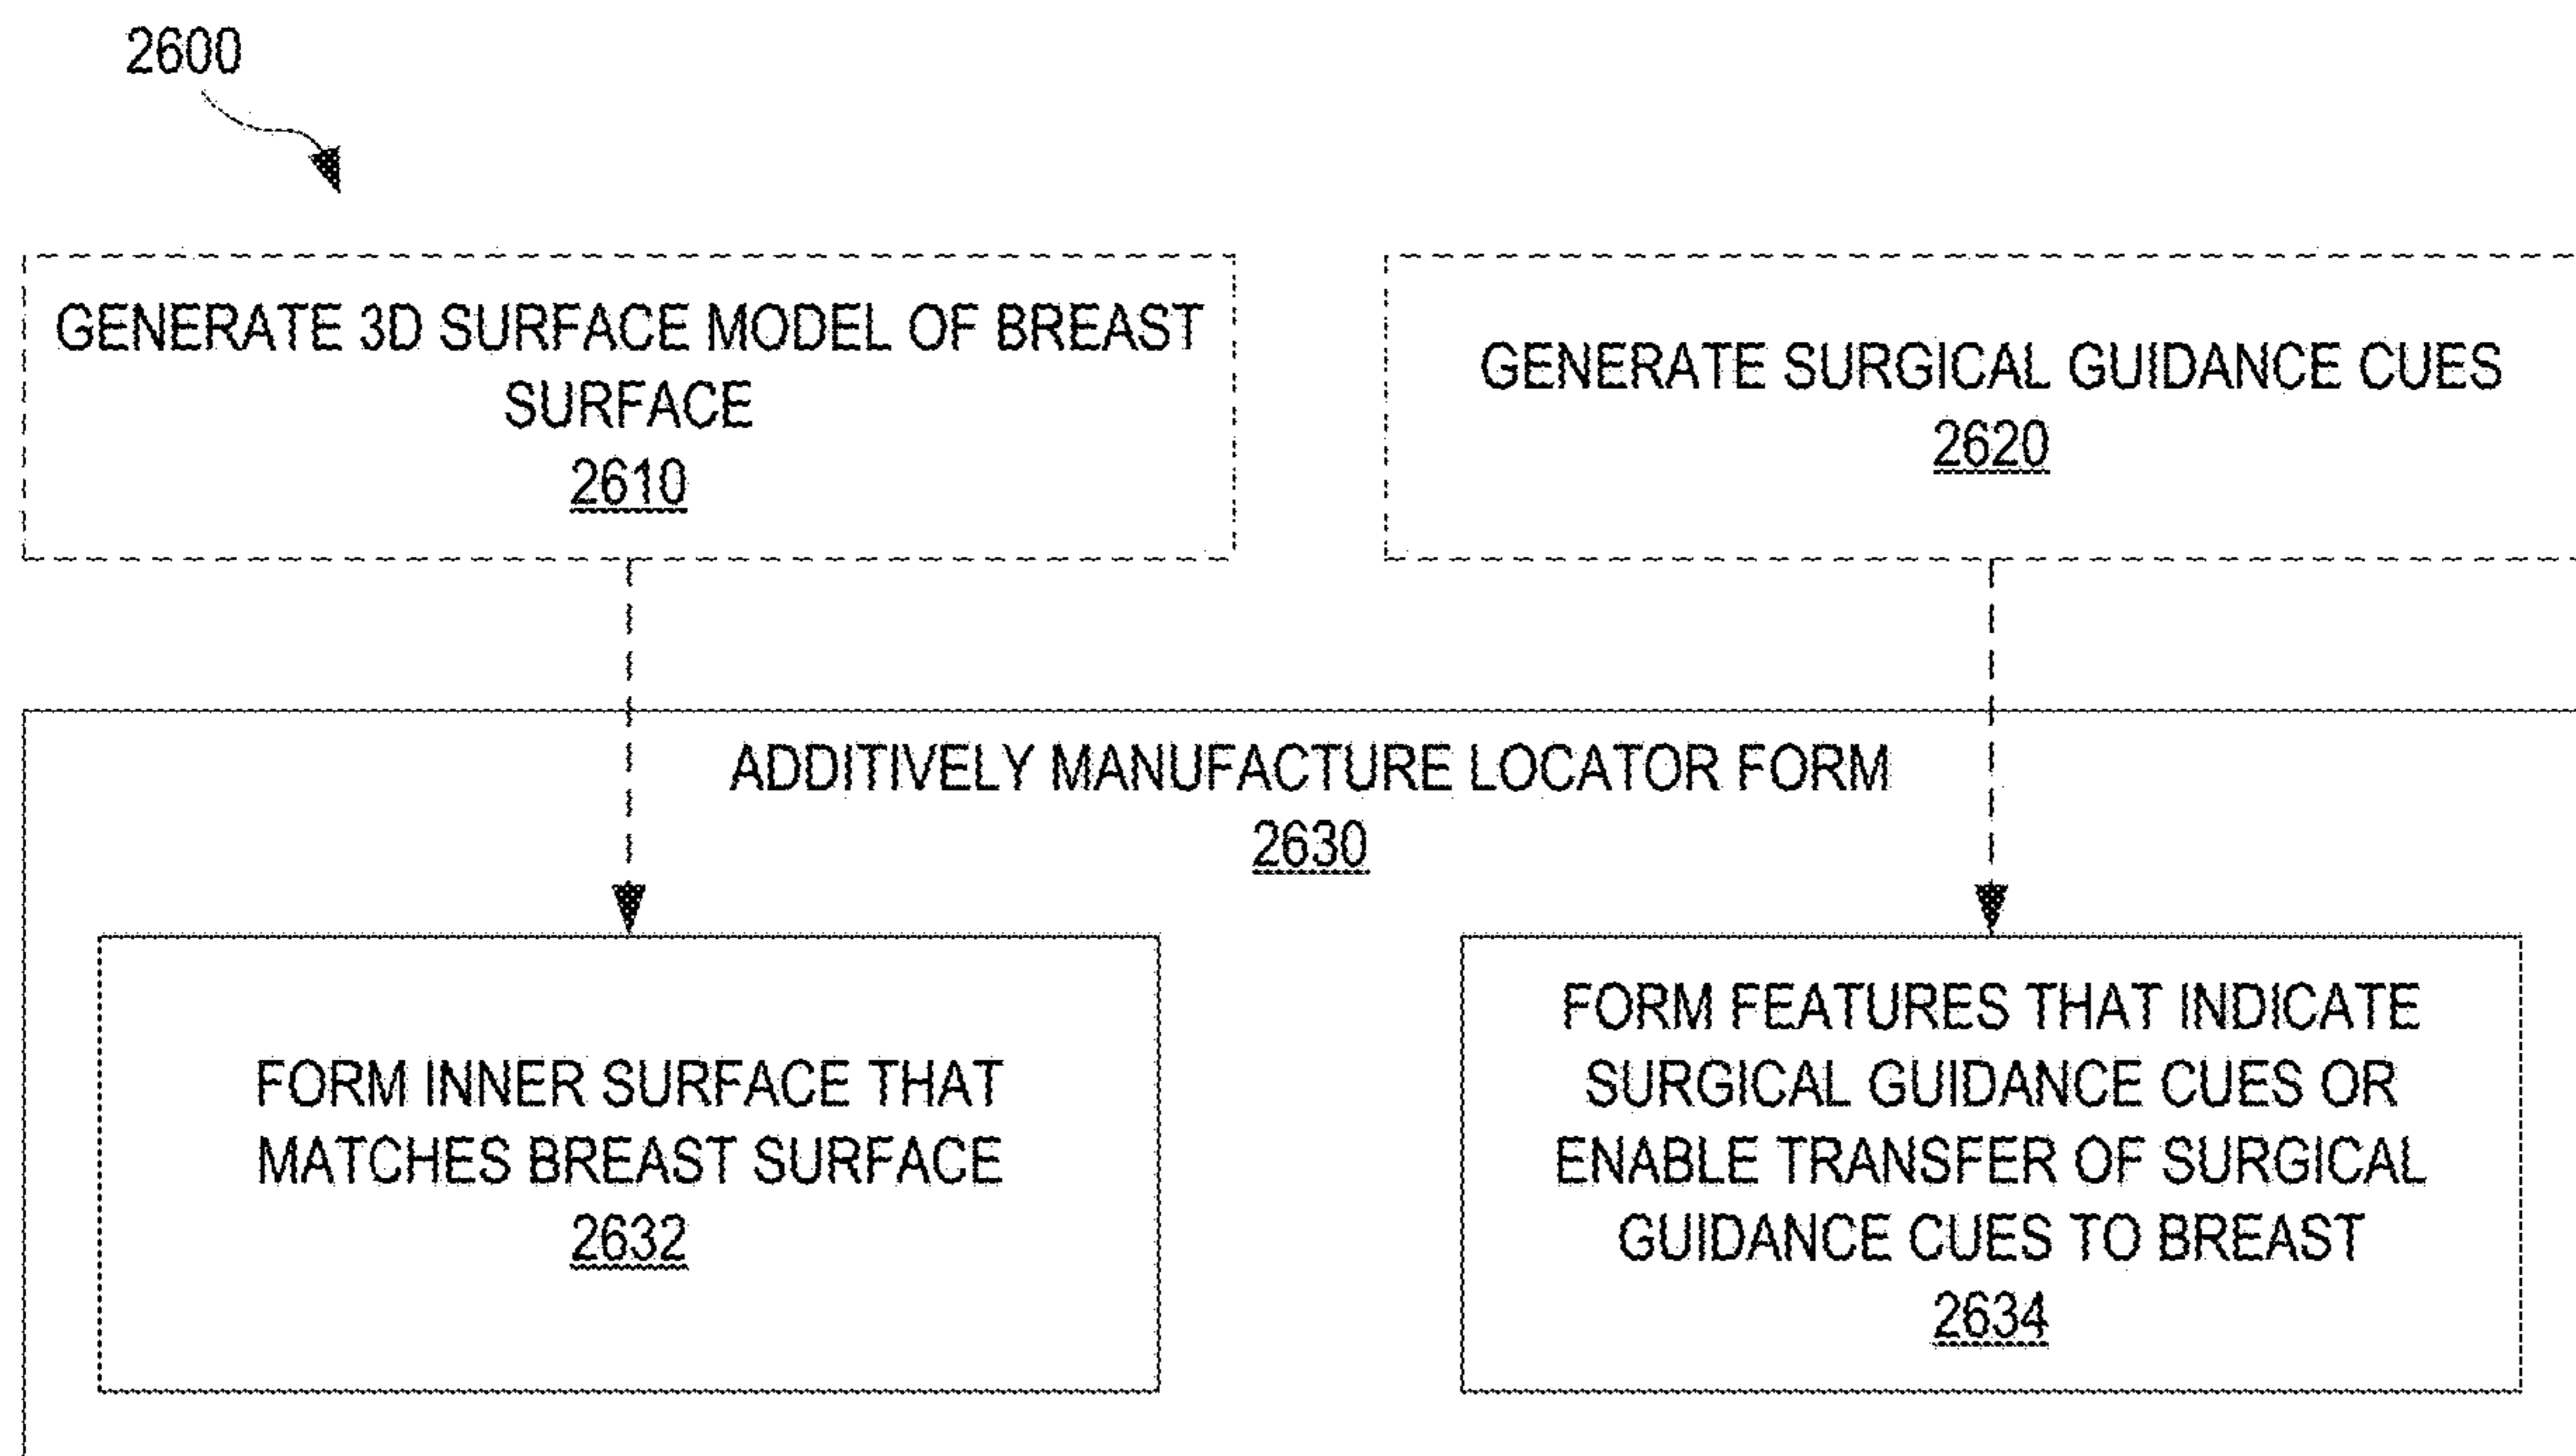 2600
GENERATE 3D SURFACE MODEL OF BREAST
SURFACE
2610
GENERATE SURGICAL GUIDANCE CUES
2620
ADDITIVELY MANUFACTURE LOCATOR FORM
2630
FORM INNER SURFACE THAT
MATCHES BREAST SURFACE
2632
FORM FEATURES THAT INDICATE
SURGICAL GUIDANCE CUES OR
ENABLE TRANSFER OF SURGICAL
GUIDANCE CUES TO BREAST
2634